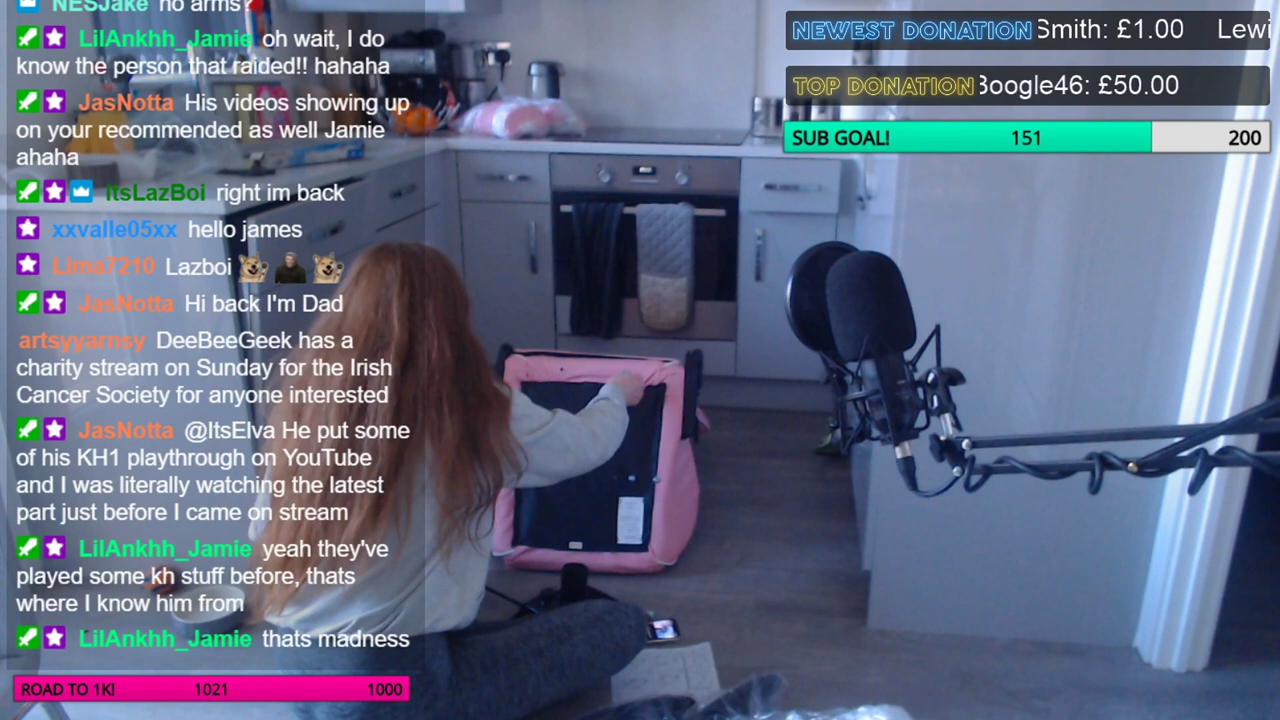 NESJake no arms?
LilAnkhh_Jamie oh wait, I do
know the person that raided!! hahaha
JasNotta His videos showing up
on your recommended as well Jamie
ahaha
ItsLazBoi right im back
xxvalle05xx hello james
Lima7210 Lazboi
JasNotta Hi back I'm Dad
artsyyarnsy DeeBeeGeek has a
charity stream on Sunday for the Irish
Cancer Society for anyone interested
JasNotta @ItsElva He put some
of his KH1 playthrough on YouTube
and I was literally watching the latest
part just before I came on stream
LilAnkhh_Jamie yeah they've
played some kh stuff before, thats
where I know him from
LilAnkhh_Jamie thats madness
ROAD TO 1K! 1021 1000
NEWEST DONATION Smith: £1.00 Lewi
TOP DONATION Boogle46: £50.00
SUB GOAL! 151 200